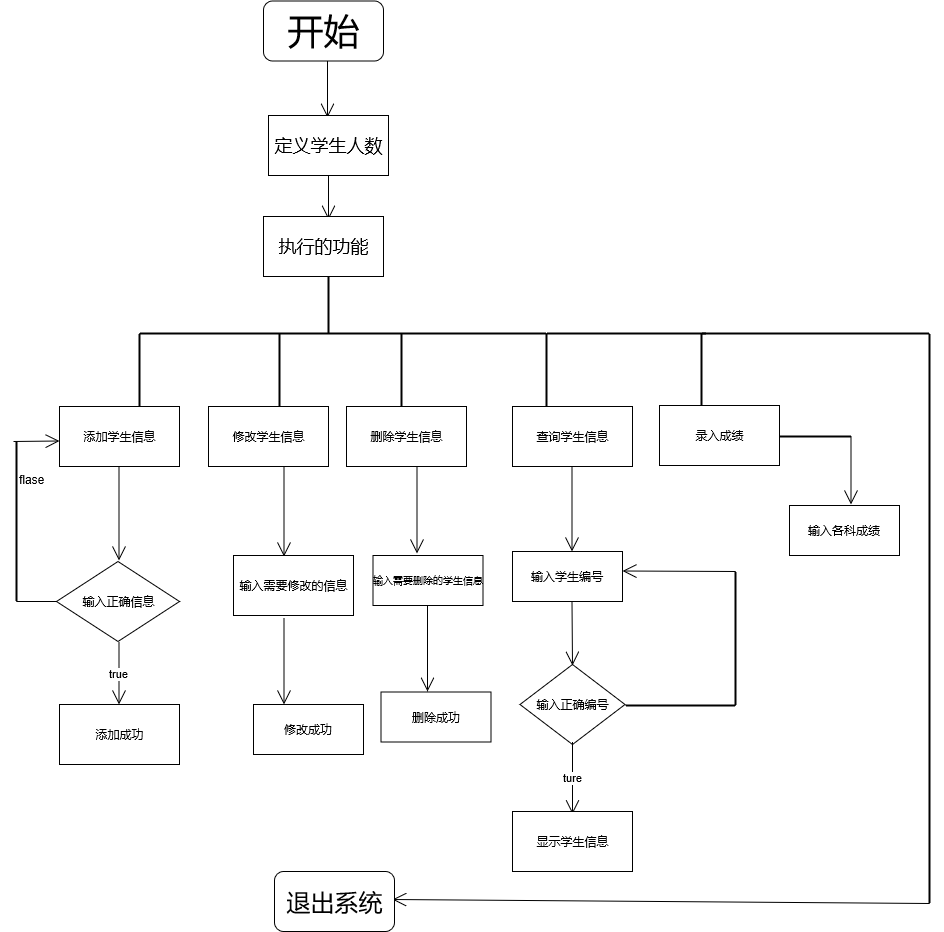 开始
定义学生人数
执行的功能
添加学生信息
修改学生信息
删除学生信息
查询学生信息
录入成绩
flase
输入各科成绩
输入正确信息
输入需要修改的信息
输入需要删除的学生信息
输入学生编号
true
添加成功
修改成功
删除成功
输入正确编号
ture
显示学生信息
退出系统